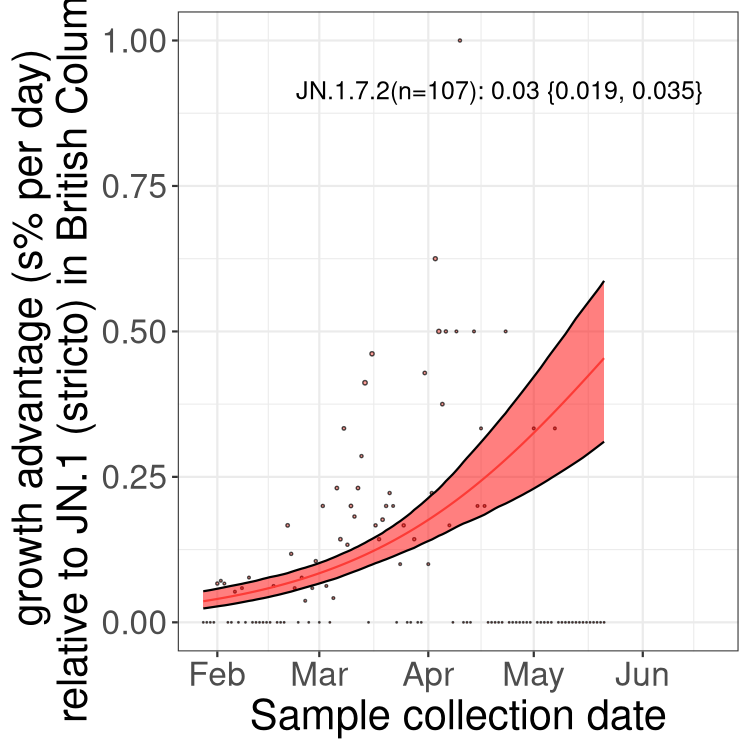 growth advantage (s% per day)
relative to JN.1 (stricto) in British Colum
1.00
0.75
0.50
0.25
0.00
JN.1.7.2(n=107): 0.03 {0.019, 0.035}
Feb Mar Apr May Jun
Sample collection date